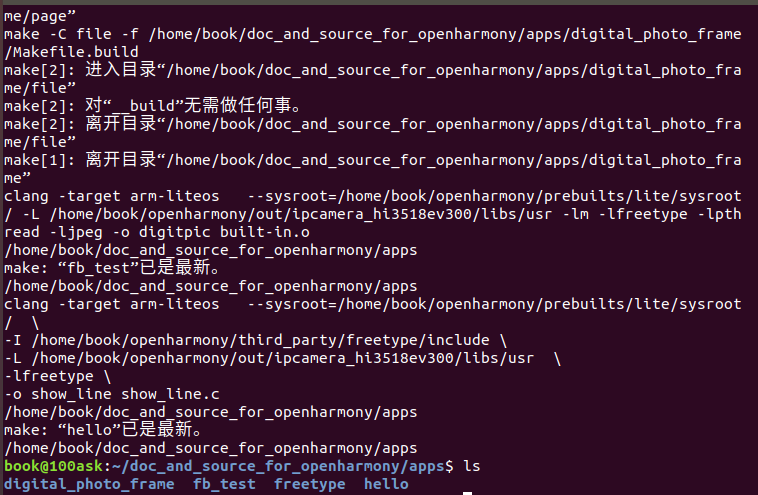 me/page”
make -C file -f /home/book/doc_and_source_for_openharmony/apps/digital_photo_frame
/Makefile.build
make[2]: 进入目录“/home/book/doc_and_source_for_openharmony/apps/digital_photo_fra
me/file”
make[2]: 对“__build”无需做任何事。
make[2]: 离开目录“/home/book/doc_and_source_for_openharmony/apps/digital_photo_fra
me/file”
make[1]: 离开目录“/home/book/doc_and_source_for_openharmony/apps/digital_photo_fra
me”
clang -target arm-liteos   --sysroot=/home/book/openharmony/prebuilts/lite/sysroot
/ -L /home/book/openharmony/out/ipcamera_hi3518ev300/libs/usr -lm -lfreetype -lpth
read -ljpeg -o digitpic built-in.o
/home/book/doc_and_source_for_openharmony/apps
make: “fb_test”已是最新。
/home/book/doc_and_source_for_openharmony/apps
clang -target arm-liteos   --sysroot=/home/book/openharmony/prebuilts/lite/sysroot
/  \
-I /home/book/openharmony/third_party/freetype/include \
-L /home/book/openharmony/out/ipcamera_hi3518ev300/libs/usr  \
-lfreetype \
-o show_line show_line.c
/home/book/doc_and_source_for_openharmony/apps
make: “hello”已是最新。
/home/book/doc_and_source_for_openharmony/apps
book@100ask:~/doc_and_source_for_openharmony/apps$ ls
digital_photo_frame  fb_test  freetype  hello